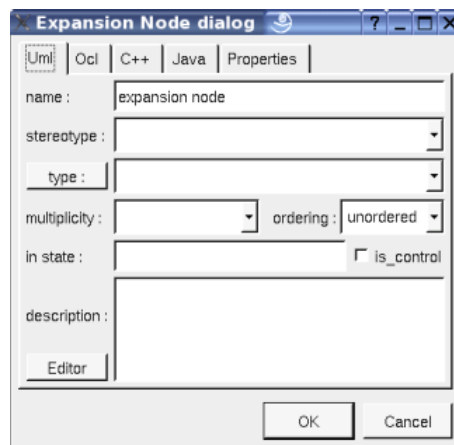 Expansion Node dialog ? _ □ X
Uml Ocl C++ Java Properties
name : expansion node
stereotype :
type :
multiplicity : ordering : unordered
in state : is_control
description :
Editor
OK Cancel